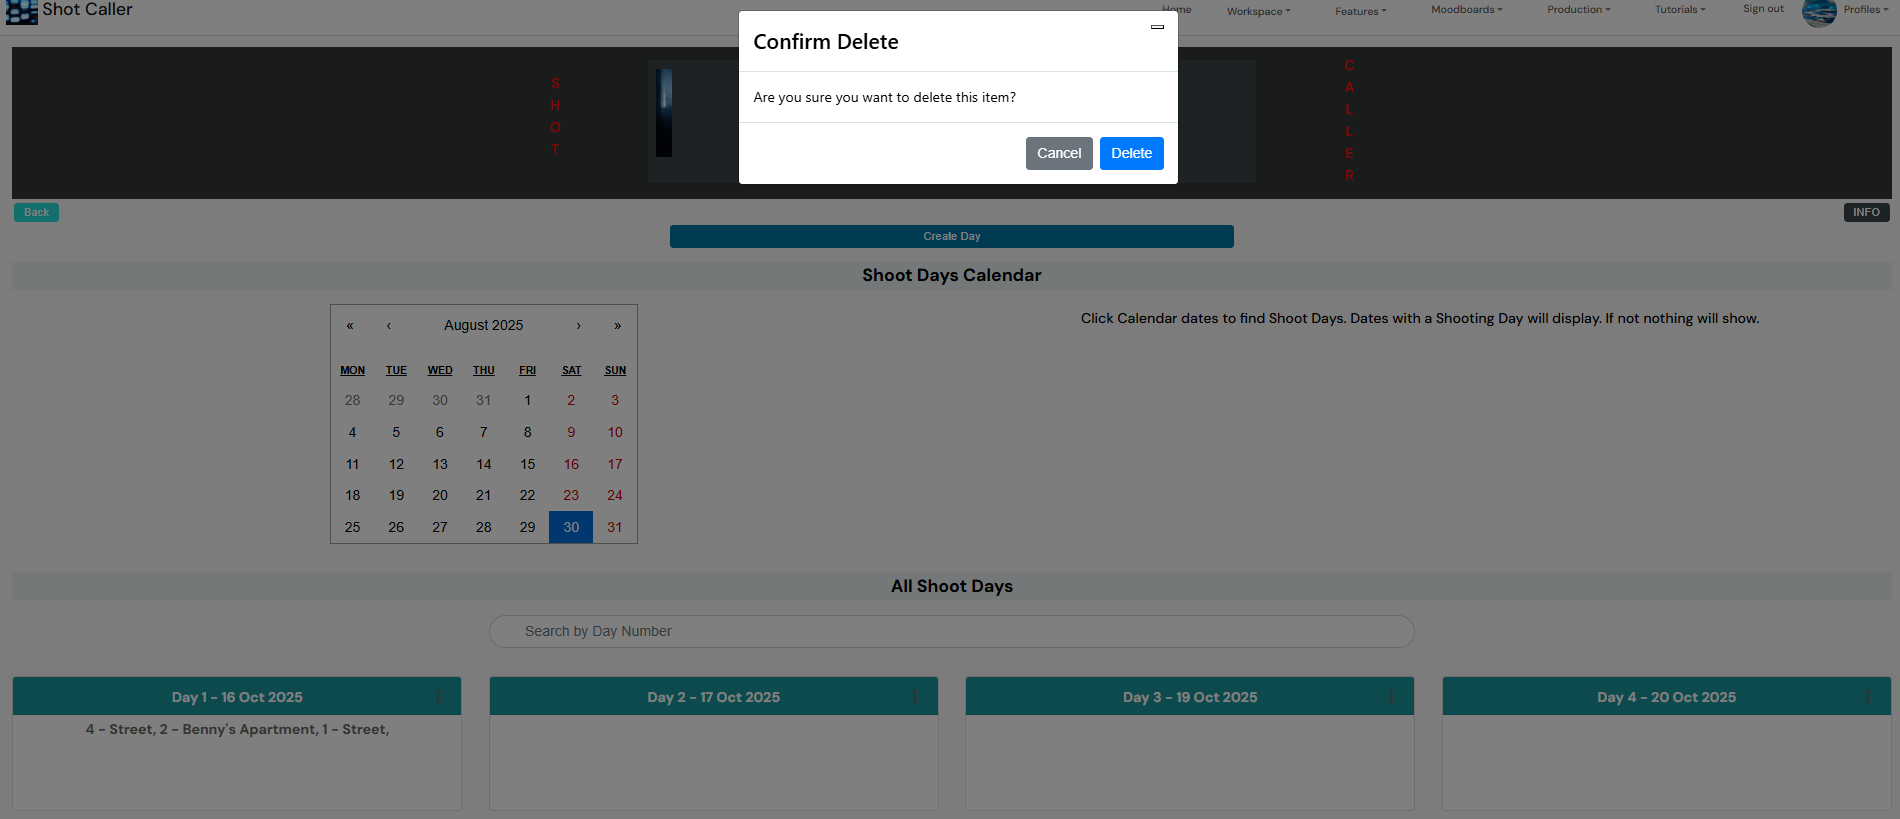 Shot Caller
Home
Workspace
Features
Moodboards
Production
Tutorials
Sign out
Profiles
Confirm Delete
Are you sure you want to delete this item?
Cancel
Delete
S
H
O
T
C
A
L
L
E
R
Back
INFO
Create Day
Shoot Days Calendar
« ‹ August 2025 › »
MON TUE WED THU FRI SAT SUN
28 29 30 31 1 2 3
4 5 6 7 8 9 10
11 12 13 14 15 16 17
18 19 20 21 22 23 24
25 26 27 28 29 30 31
Click Calendar dates to find Shoot Days. Dates with a Shooting Day will display. If not nothing will show.
All Shoot Days
Search by Day Number
Day 1 - 16 Oct 2025
4 - Street, 2 - Benny's Apartment, 1 - Street,
Day 2 - 17 Oct 2025
Day 3 - 19 Oct 2025
Day 4 - 20 Oct 2025